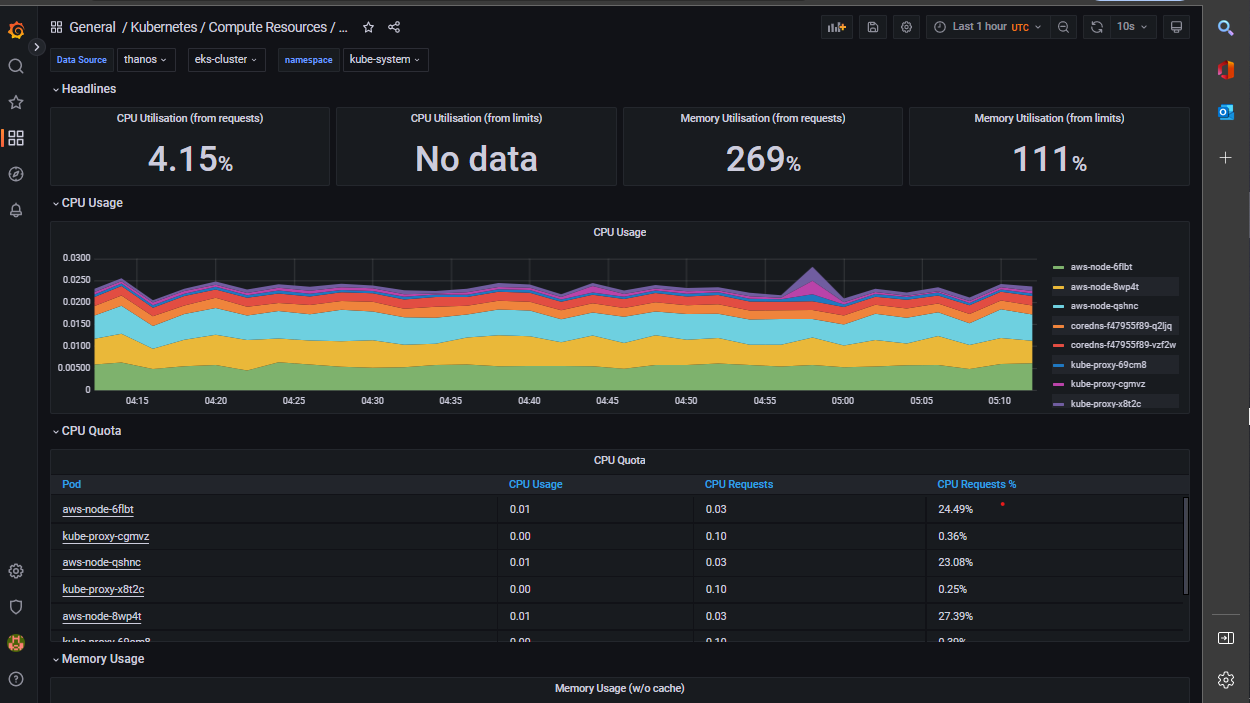 General / Kubernetes / Compute Resources / ...
Last 1 hour UTC
10s
Data Source thanos eks-cluster namespace kube-system
Headlines
CPU Utilisation (from requests)
4.15%
CPU Utilisation (from limits)
No data
Memory Utilisation (from requests)
269%
Memory Utilisation (from limits)
111%
CPU Usage
CPU Usage
0.0300
0.0250
0.0200
0.0150
0.0100
0.00500
0
04:15 04:20 04:25 04:30 04:35 04:40 04:45 04:50 04:55 05:00 05:05 05:10
aws-node-6flbt
aws-node-8wp4t
aws-node-qshnc
coredns-f47955f89-q2ljq
coredns-f47955f89-vzf2w
kube-proxy-69cm8
kube-proxy-cgmvz
kube-proxy-x8t2c
CPU Quota
CPU Quota
Pod CPU Usage CPU Requests CPU Requests %
aws-node-6flbt 0.01 0.03 24.49%
kube-proxy-cgmvz 0.00 0.10 0.36%
aws-node-qshnc 0.01 0.03 23.08%
kube-proxy-x8t2c 0.00 0.10 0.25%
aws-node-8wp4t 0.01 0.03 27.39%
kube-proxy-69cm8 0.00 0.10
Memory Usage
Memory Usage (w/o cache)